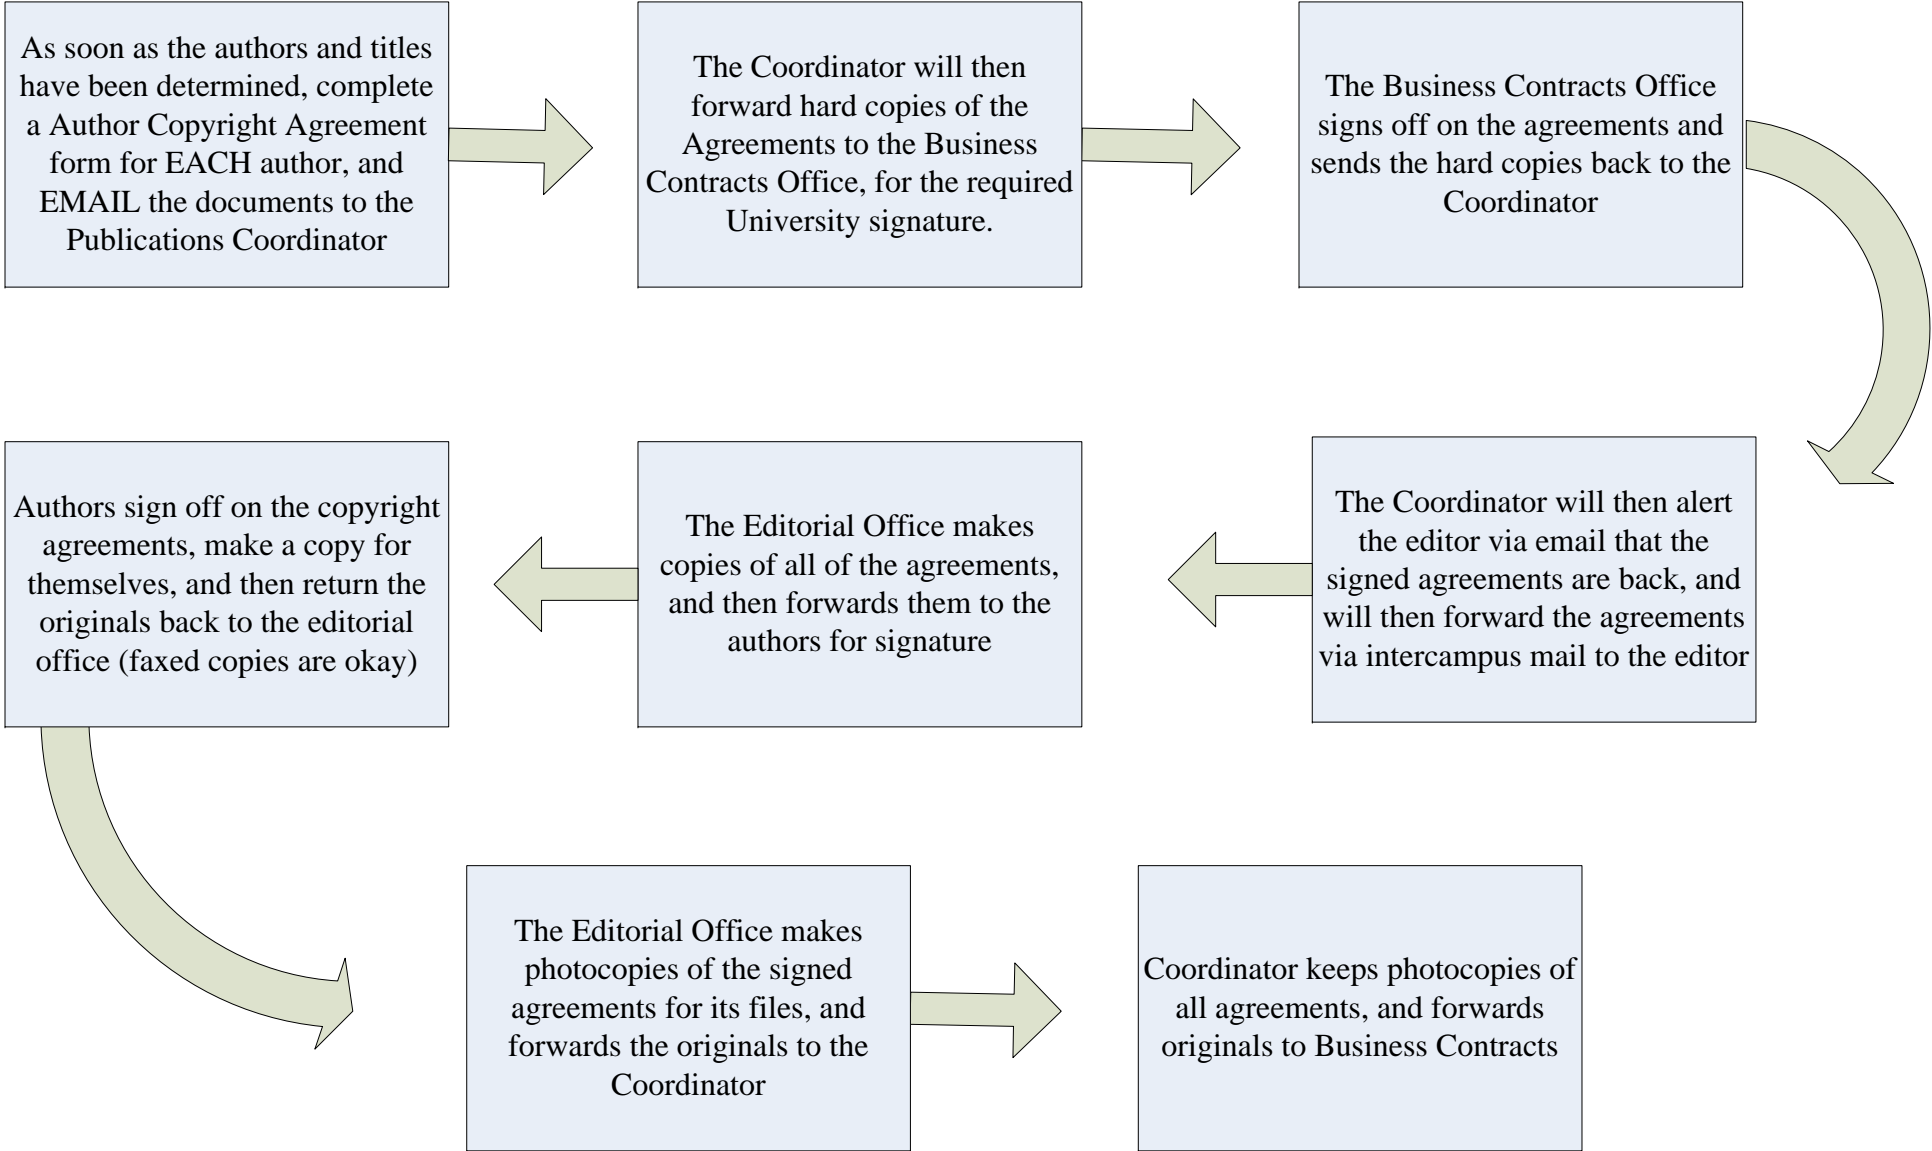 As soon as the authors and titles
have been determined, complete
a Author Copyright Agreement
form for EACH author, and
EMAIL the documents to the
Publications Coordinator
The Coordinator will then
forward hard copies of the
Agreements to the Business
Contracts Office, for the required
University signature.
The Business Contracts Office
signs off on the agreements and
sends the hard copies back to the
Coordinator
The Coordinator will then alert
the editor via email that the
signed agreements are back, and
will then forward the agreements
via intercampus mail to the editor
The Editorial Office makes
copies of all of the agreements,
and then forwards them to the
authors for signature
Authors sign off on the copyright
agreements, make a copy for
themselves, and then return the
originals back to the editorial
office (faxed copies are okay)
The Editorial Office makes
photocopies of the signed
agreements for its files, and
forwards the originals to the
Coordinator
Coordinator keeps photocopies of
all agreements, and forwards
originals to Business Contracts